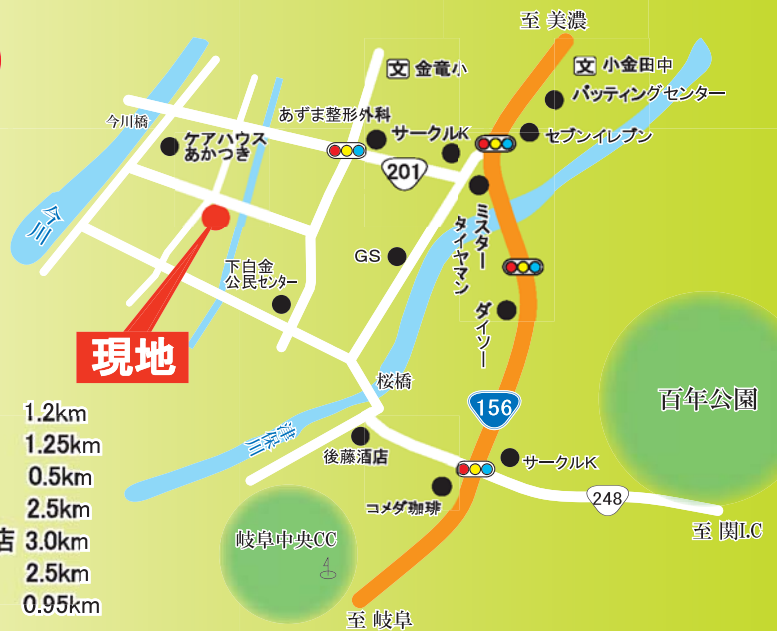 至 美濃
文 金竜小
文 小金田中
バッティングセンター
今川橋
あずま整形外科
サークルK
セブンイレブン
ケアハウス
あかつき
201
今川
ミスター
タイヤマン
GS
下白金
公民センター
ダイソー
現地
桜橋
156
百年公園
1.2km
1.25km
0.5km
2.5km
店 3.0km
2.5km
0.95km
津保川
後藤酒店
サークルK
コメダ珈琲
248
至 関I.C
岐阜中央CC
至 岐阜